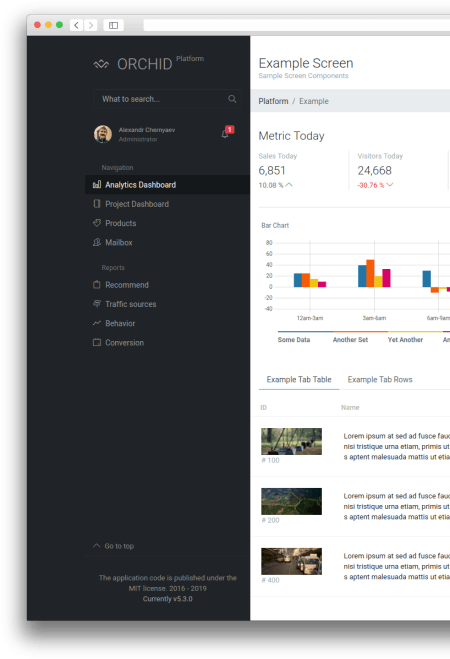 ORCHID Platform
What to search...
Alexandr Chernyaev
Administrator
1
Navigation
Analytics Dashboard
Project Dashboard
Products
Mailbox
Reports
Recommend
Traffic sources
Behavior
Conversion
Go to top
The application code is published under the
MIT license. 2016 - 2019
Currently v5.3.0
Example Screen
Sample Screen Components
Platform / Example
Metric Today
Sales Today
6,851
10.08 %
Visitors Today
24,668
-30.76 %
Bar Chart
80
60
40
20
0
-20
-40
12am-3am
3am-6am
6am-9am
Some Data
Another Set
Yet Another
An
Example Tab Table
Example Tab Rows
ID
Name
# 100
Lorem ipsum at sed ad fusce fauc
nisi tristique urna etiam, primis ut
s aptent malesuada mattis ut etia
# 200
Lorem ipsum at sed ad fusce fauc
nisi tristique urna etiam, primis ut
s aptent malesuada mattis ut etia
# 400
Lorem ipsum at sed ad fusce fauc
nisi tristique urna etiam, primis ut
s aptent malesuada mattis ut etia